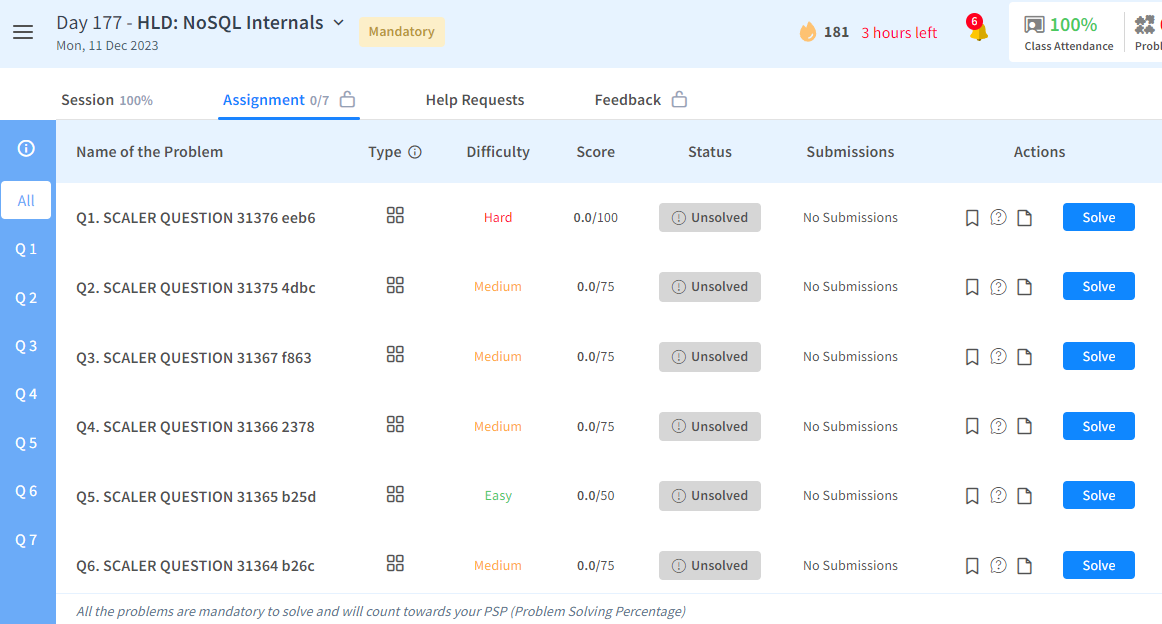 Day 177 - HLD: NoSQL Internals
Mandatory
Mon, 11 Dec 2023
181
3 hours left
6
100%
Class Attendance
Session 100%
Assignment 0/7
Help Requests
Feedback
Name of the Problem
Type
Difficulty
Score
Status
Submissions
Actions
All
Q1. SCALER QUESTION 31376 eeb6
Hard
0.0/100
Unsolved
No Submissions
Solve
Q 1
Q2. SCALER QUESTION 31375 4dbc
Medium
0.0/75
Unsolved
No Submissions
Solve
Q 2
Q3. SCALER QUESTION 31367 f863
Medium
0.0/75
Unsolved
No Submissions
Solve
Q 3
Q 4
Q4. SCALER QUESTION 31366 2378
Medium
0.0/75
Unsolved
No Submissions
Solve
Q 5
Q5. SCALER QUESTION 31365 b25d
Easy
0.0/50
Unsolved
No Submissions
Solve
Q 6
Q 7
Q6. SCALER QUESTION 31364 b26c
Medium
0.0/75
Unsolved
No Submissions
Solve
All the problems are mandatory to solve and will count towards your PSP (Problem Solving Percentage)